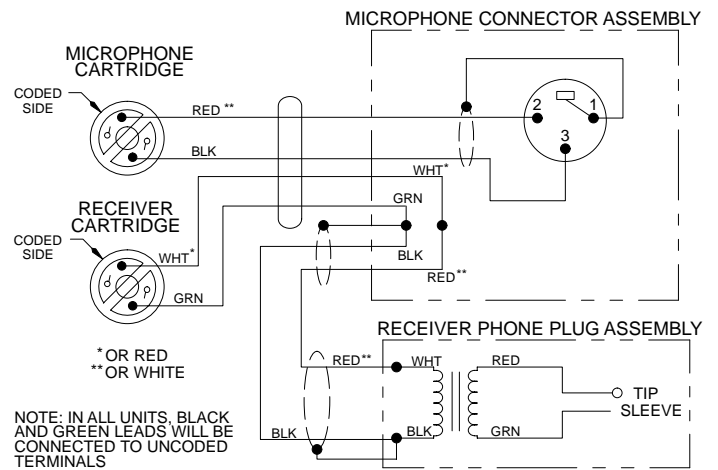 MICROPHONE CONNECTOR ASSEMBLY
MICROPHONE
CARTRIDGE
CODED
SIDE
RED **
2
1
3
BLK
WHT*
GRN
RECEIVER
CARTRIDGE
CODED
SIDE
WHT*
BLK
RED**
GRN
RECEIVER PHONE PLUG ASSEMBLY
* OR RED
** OR WHITE
RED**
WHT
RED
TIP
SLEEVE
NOTE: IN ALL UNITS, BLACK
AND GREEN LEADS WILL BE
CONNECTED TO UNCODED
TERMINALS
BLK
BLK
GRN